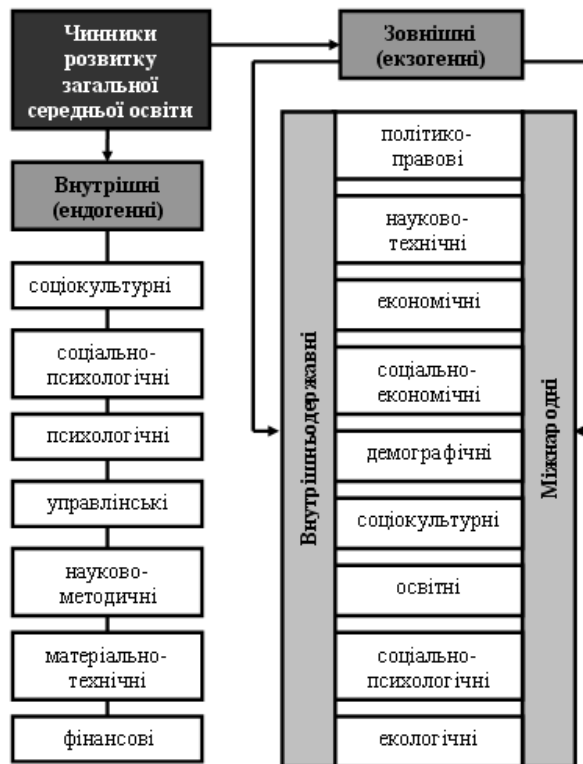 Чинники
розвитку
загальної
середньої освіти
Зовнішні
(екзогенні)
Внутрішні
(ендогенні)
соціокультурні
соціально-
психологічні
психологічні
управлінські
науково-
методичні
матеріально-
технічні
фінансові
Внутрішньодержавні
політико-
правові
науково-
технічні
економічні
соціально-
економічні
демографічні
соціокультурні
освітні
соціально-
психологічні
екологічні
Міжнародні